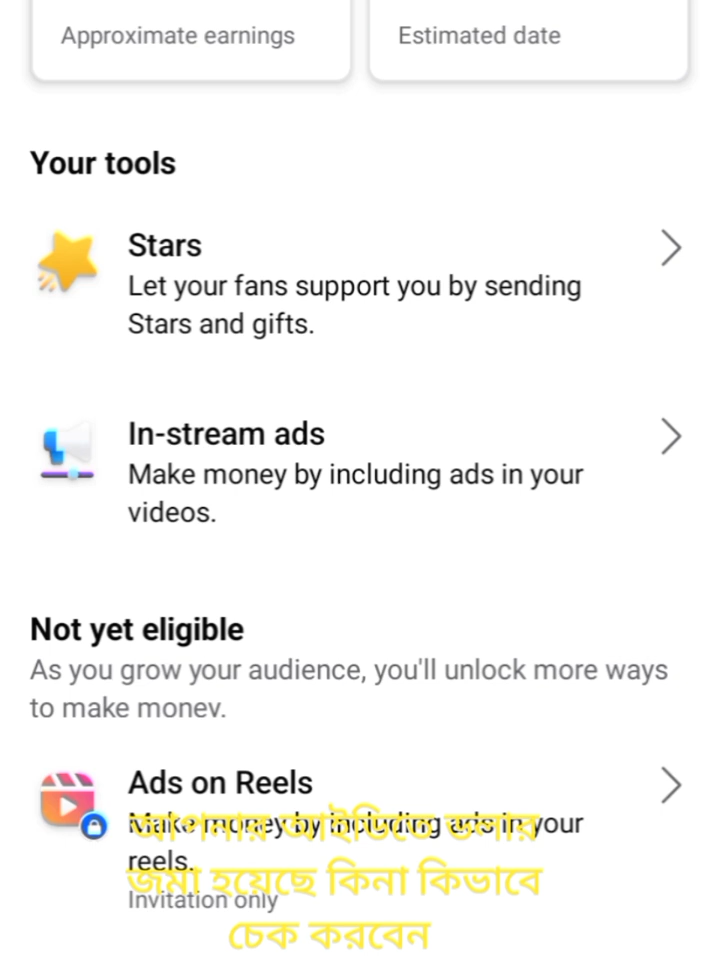 Approximate earnings
Estimated date
Your tools
Stars
Let your fans support you by sending
Stars and gifts.
In-stream ads
Make money by including ads in your
videos.
Not yet eligible
As you grow your audience, you'll unlock more ways
to make money.
Ads on Reels
Make money by including ads in your
reels.
Invitation only
আপনার আইডিতে ডলার
জমা হয়েছে কিনা কিভাবে
চেক করবেন